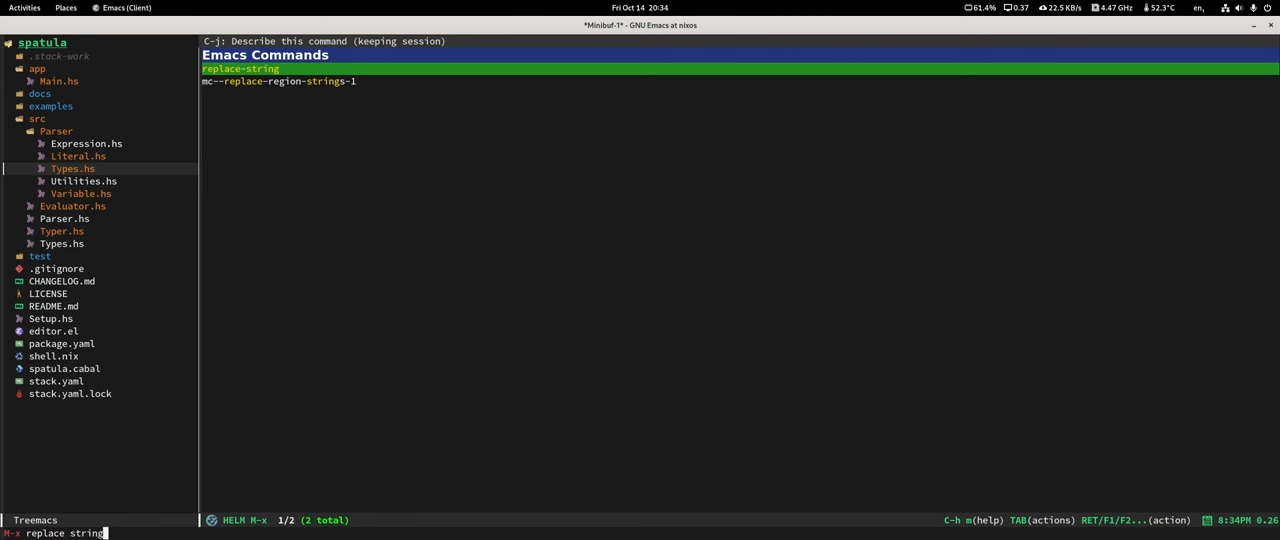 Activities Places Emacs (Client) Fri Oct 14 20:34 61.4% 0.37 22.5 KB/s 4.47 GHz 52.3°C en,
*Minibuf-1* - GNU Emacs at nixos
spatula
.stack-work
app
Main.hs
docs
examples
src
Parser
Expression.hs
Literal.hs
Types.hs
Utilities.hs
Variable.hs
Evaluator.hs
Parser.hs
Typer.hs
Types.hs
test
.gitignore
CHANGELOG.md
LICENSE
README.md
Setup.hs
editor.el
package.yaml
shell.nix
spatula.cabal
stack.yaml
stack.yaml.lock
C-j: Describe this command (keeping session)
Emacs Commands
replace-string
mc--replace-region-strings-1
Treemacs HELM M-x 1/2 (2 total) C-h m(help) TAB(actions) RET/F1/F2...(action) 8:34PM 0.26
M-x replace string